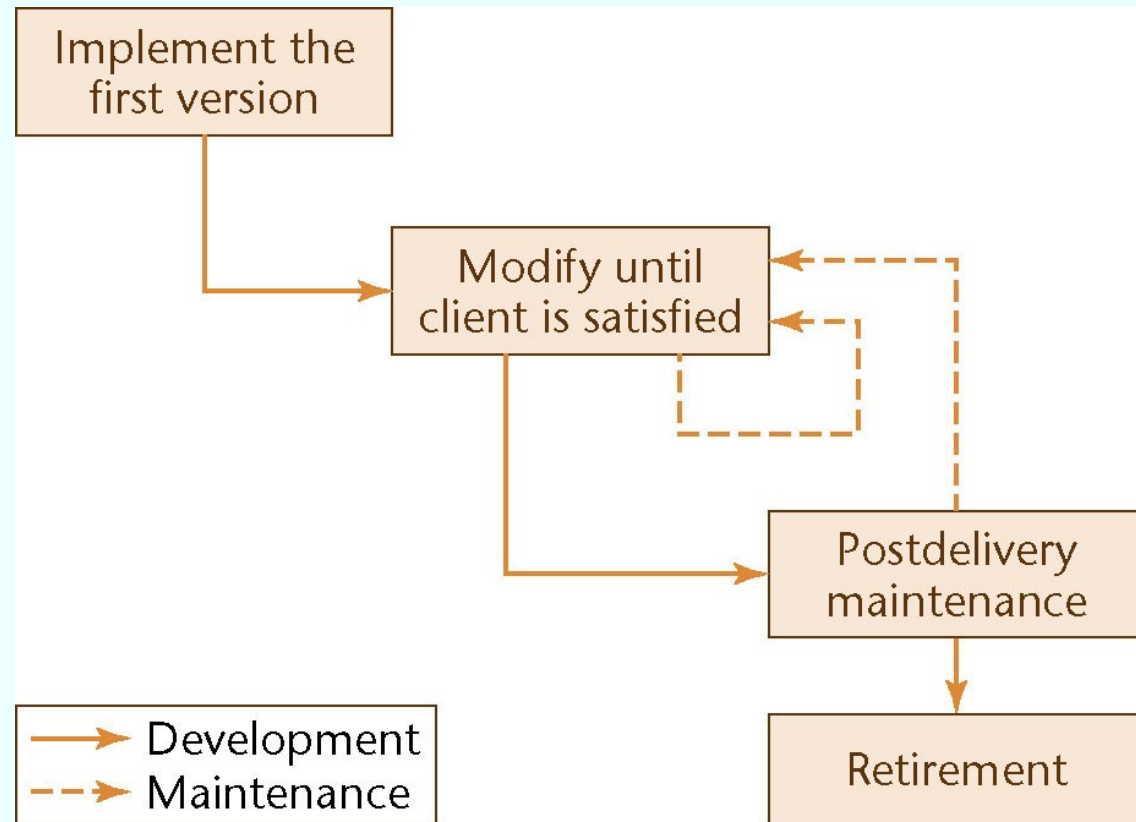 Implement the
first version
Modify until
client is satisfied
Postdelivery
maintenance
Retirement
Development
Maintenance